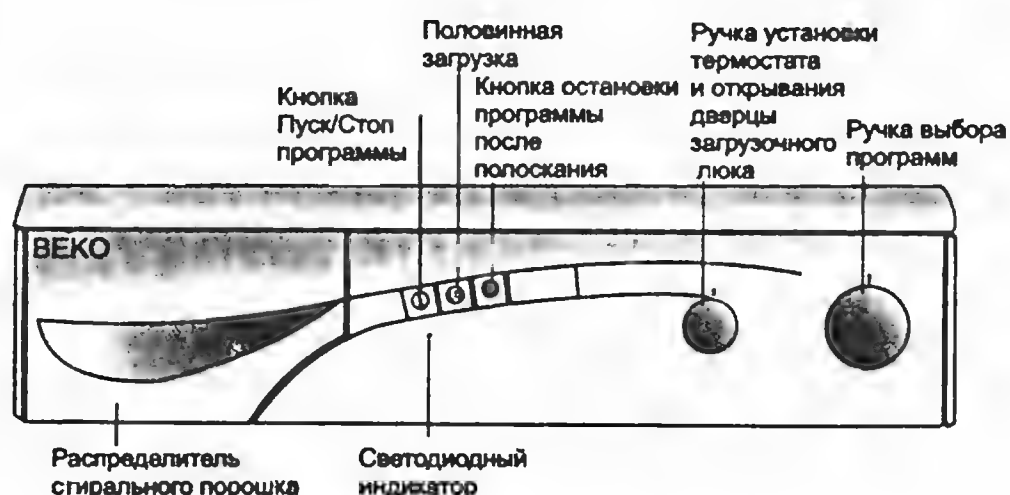 Половинная
загрузка
Ручка установки
термостата
и открывания
дверцы
загрузочного
люка
Кнопка остановки
программы
после
полоскания
Кнопка
Пуск/Стоп
программы
Ручка выбора
программ
BEKO
Распределитель
стирального порошка
Светодиодный
индикатор